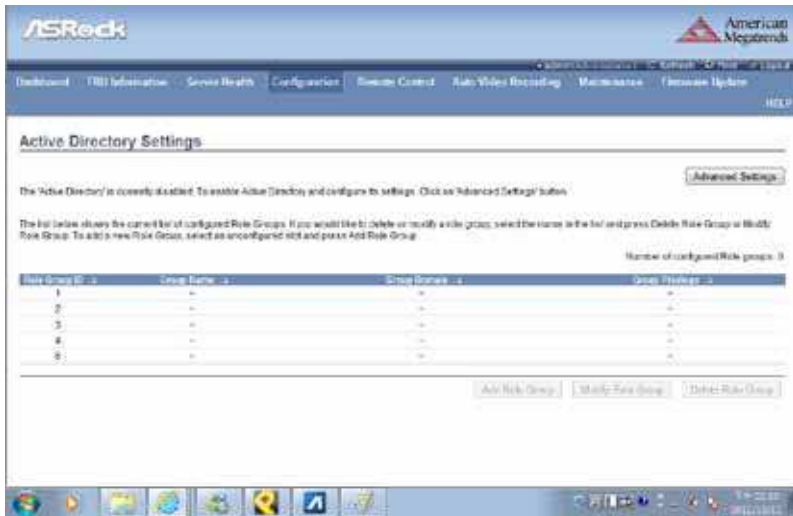 ASRock
American
Megatrends
Dashboard FRU Information Server Health Configuration Remote Control Auto Video Recording Maintenance Firmware Update
HELP
Active Directory Settings
Advanced Settings
The 'Active Directory' is currently disabled. To enable Active Directory and configure its settings. Click on 'Advanced Settings' button.
The list below shows the current list of configured Role Groups. If you would like to delete or modify a role group, select the name in the list and press Delete Role Group or Modify
Role Group. To add a new Role Group, select an unconfigured slot and press Add Role Group.
Number of configured Role groups: 0
Role Group ID Group Name Group Domain Group Privilege
1 ~ ~ ~
2 ~ ~ ~
3 ~ ~ ~
4 ~ ~ ~
5 ~ ~ ~
Add Role Group Modify Role Group Delete Role Group